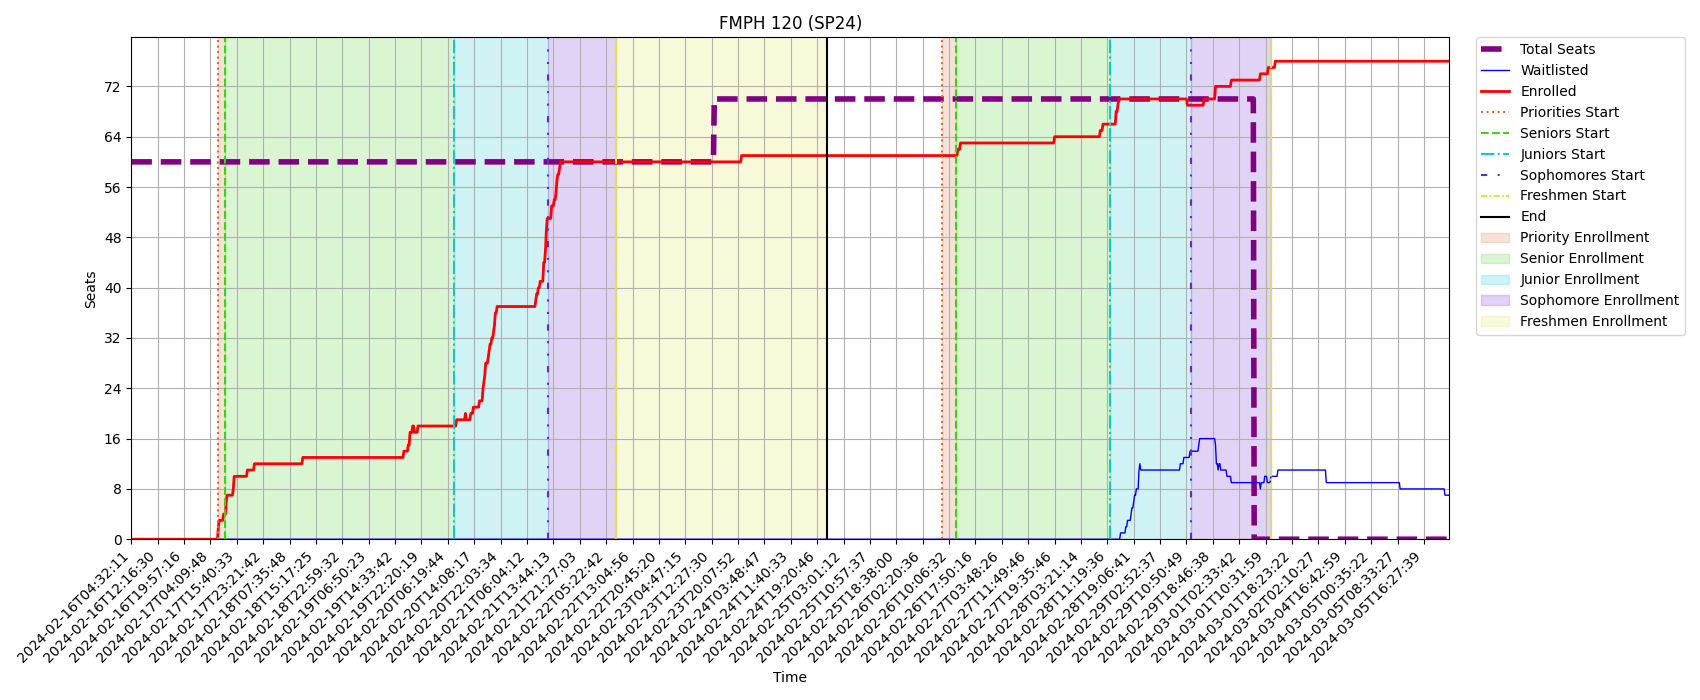 FMPH 120 (SP24)
Seats
72
64
56
48
40
32
24
16
8
0
2024-02-16T04:32:11
2024-02-16T12:16:30
2024-02-16T19:57:16
2024-02-17T04:09:48
2024-02-17T15:40:33
2024-02-17T23:21:42
2024-02-18T07:35:48
2024-02-18T15:17:25
2024-02-18T22:59:32
2024-02-19T06:50:23
2024-02-19T14:33:42
2024-02-19T22:20:19
2024-02-20T06:19:44
2024-02-20T14:08:17
2024-02-20T22:03:34
2024-02-21T06:04:12
2024-02-21T13:44:13
2024-02-21T21:27:03
2024-02-22T05:22:42
2024-02-22T13:04:56
2024-02-22T20:45:20
2024-02-23T04:47:15
2024-02-23T12:27:30
2024-02-23T20:07:52
2024-02-24T03:48:47
2024-02-24T11:40:33
2024-02-24T19:20:46
2024-02-25T03:01:12
2024-02-25T10:57:37
2024-02-25T18:38:00
2024-02-26T02:20:36
2024-02-26T10:06:32
2024-02-26T17:50:16
2024-02-27T03:48:26
2024-02-27T11:49:46
2024-02-27T19:35:46
2024-02-28T03:21:14
2024-02-28T11:19:36
2024-02-28T19:06:41
2024-02-29T02:52:37
2024-02-29T10:50:49
2024-02-29T18:46:38
2024-03-01T02:33:42
2024-03-01T10:31:59
2024-03-01T18:23:22
2024-03-02T02:10:27
2024-03-04T16:42:59
2024-03-05T00:35:22
2024-03-05T08:33:27
2024-03-05T16:27:39
Time
Total Seats
Waitlisted
Enrolled
Priorities Start
Seniors Start
Juniors Start
Sophomores Start
Freshmen Start
End
Priority Enrollment
Senior Enrollment
Junior Enrollment
Sophomore Enrollment
Freshmen Enrollment